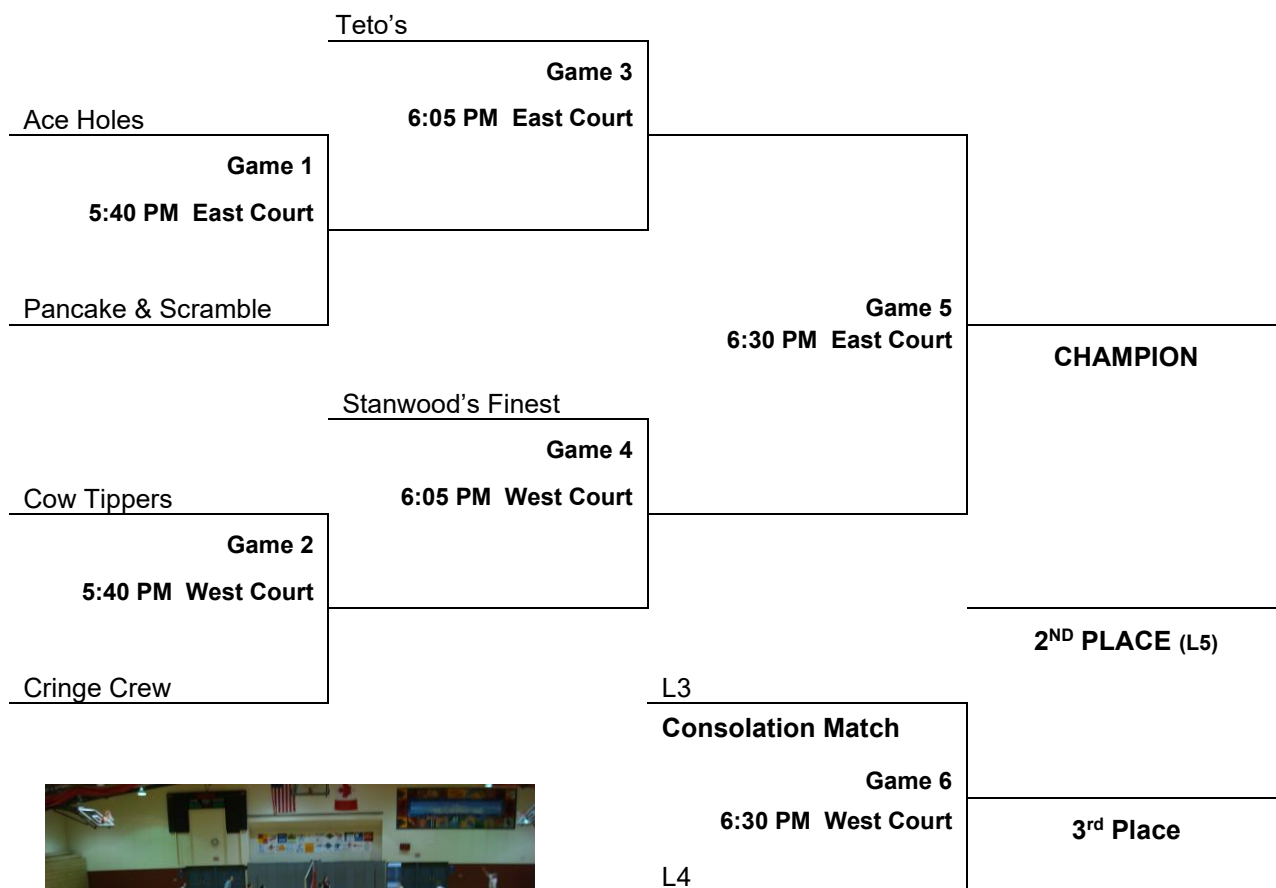 Teto’s
Game 3
6:05 PM East Court
Ace Holes
Game 1
5:40 PM East Court
Pancake & Scramble
Game 5
6:30 PM East Court
CHAMPION
Stanwood’s Finest
Game 4
6:05 PM West Court
Cow Tippers
Game 2
5:40 PM West Court
Cringe Crew
2ND PLACE (L5)
L3
Consolation Match
Game 6
6:30 PM West Court
3rd Place
L4